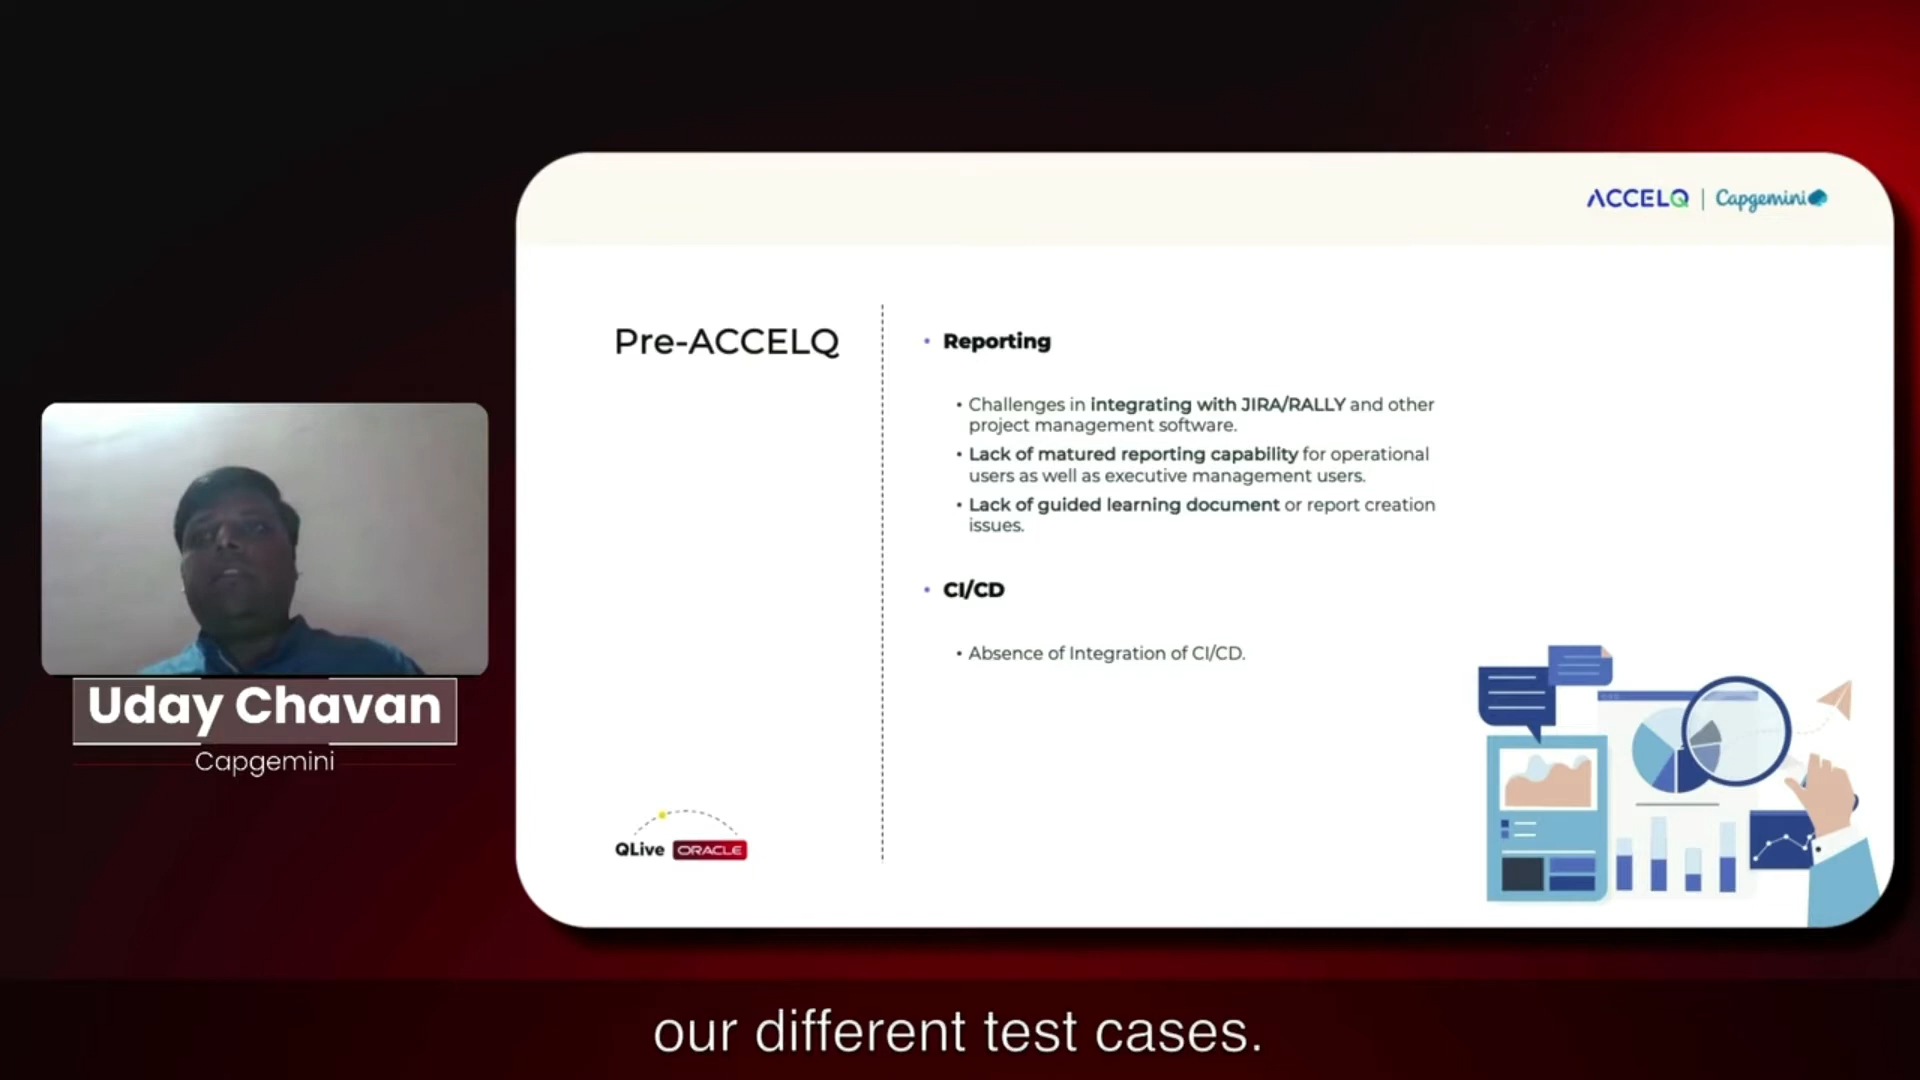 ACCELQ | Capgemini
Pre-ACCELQ
• Reporting
• Challenges in integrating with JIRA/RALLY and other
project management software.
• Lack of matured reporting capability for operational
users as well as executive management users.
• Lack of guided learning document or report creation
issues.
• CI/CD
• Absence of Integration of CI/CD.
Uday Chavan
Capgemini
QLive ORACLE
our different test cases.